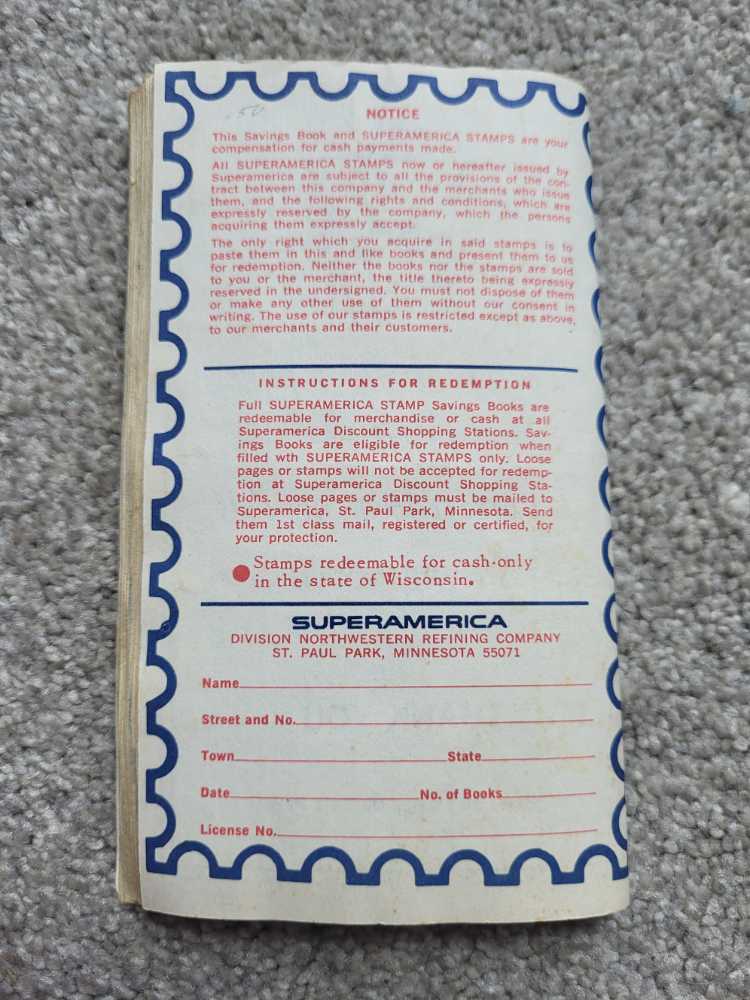 .50
NOTICE
This Savings Book and SUPERAMERICA STAMPS are your
compensation for cash payments made.
All SUPERAMERICA STAMPS now or hereafter issued by
Superamerica are subject to all the provisions of the con-
tract between this company and the merchants who issue
them, and the following rights and conditions, which are
expressly reserved by the company, which the persons
acquiring them expressly accept.
The only right which you acquire in said stamps is to
paste them in this and like books and present them to us
for redemption. Neither the books nor the stamps are sold
to you or the merchant, the title thereto being expressly
reserved in the undersigned. You must not dispose of them
or make any other use of them without our consent in
writing. The use of our stamps is restricted except as above,
to our merchants and their customers.
INSTRUCTIONS FOR REDEMPTION
Full SUPERAMERICA STAMP Savings Books are
redeemable for merchandise or cash at all
Superamerica Discount Shopping Stations. Sav-
ings Books are eligible for redemption when
filled wth SUPERAMERICA STAMPS only. Loose
pages or stamps will not be accepted for redemp-
tion at Superamerica Discount Shopping Sta-
tions. Loose pages or stamps must be mailed to
Superamerica, St. Paul Park, Minnesota. Send
them 1st class mail, registered or certified, for
your protection.
Stamps redeemable for cash-only
in the state of Wisconsin.
SUPERAMERICA
DIVISION NORTHWESTERN REFINING COMPANY
ST. PAUL PARK, MINNESOTA 55071
Name
Street and No.
Town State
Date No. of Books
License No.